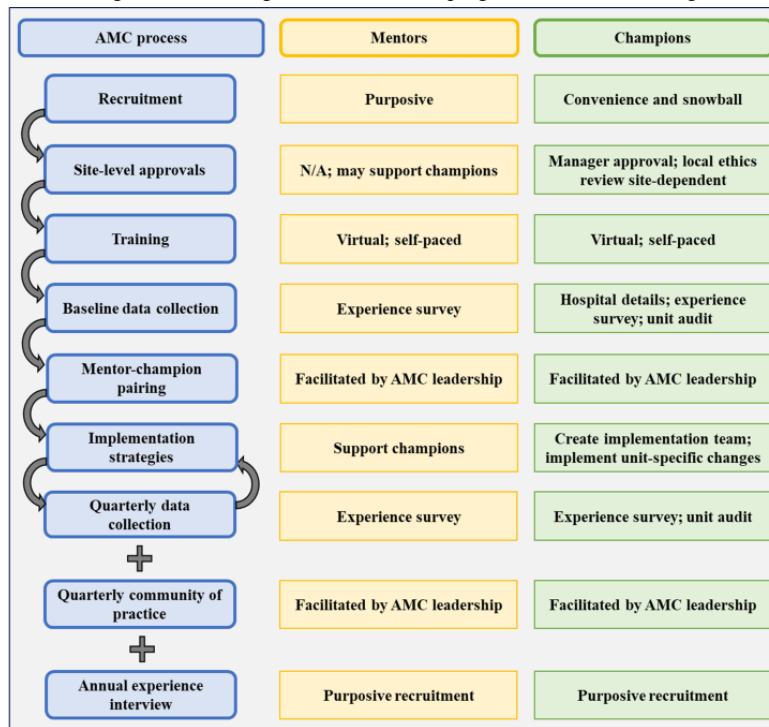 AMC process
Mentors
Champions
Recruitment
Purposive
Convenience and snowball
Site-level approvals
N/A; may support champions
Manager approval; local ethics
review site-dependent
Training
Virtual; self-paced
Virtual; self-paced
Baseline data collection
Experience survey
Hospital details; experience
survey; unit audit
Mentor-champion
pairing
Facilitated by AMC leadership
Facilitated by AMC leadership
Implementation
strategies
Support champions
Create implementation team;
implement unit-specific changes
Quarterly data
collection
Experience survey
Experience survey; unit audit
Quarterly community of
practice
Facilitated by AMC leadership
Facilitated by AMC leadership
Annual experience
interview
Purposive recruitment
Purposive recruitment